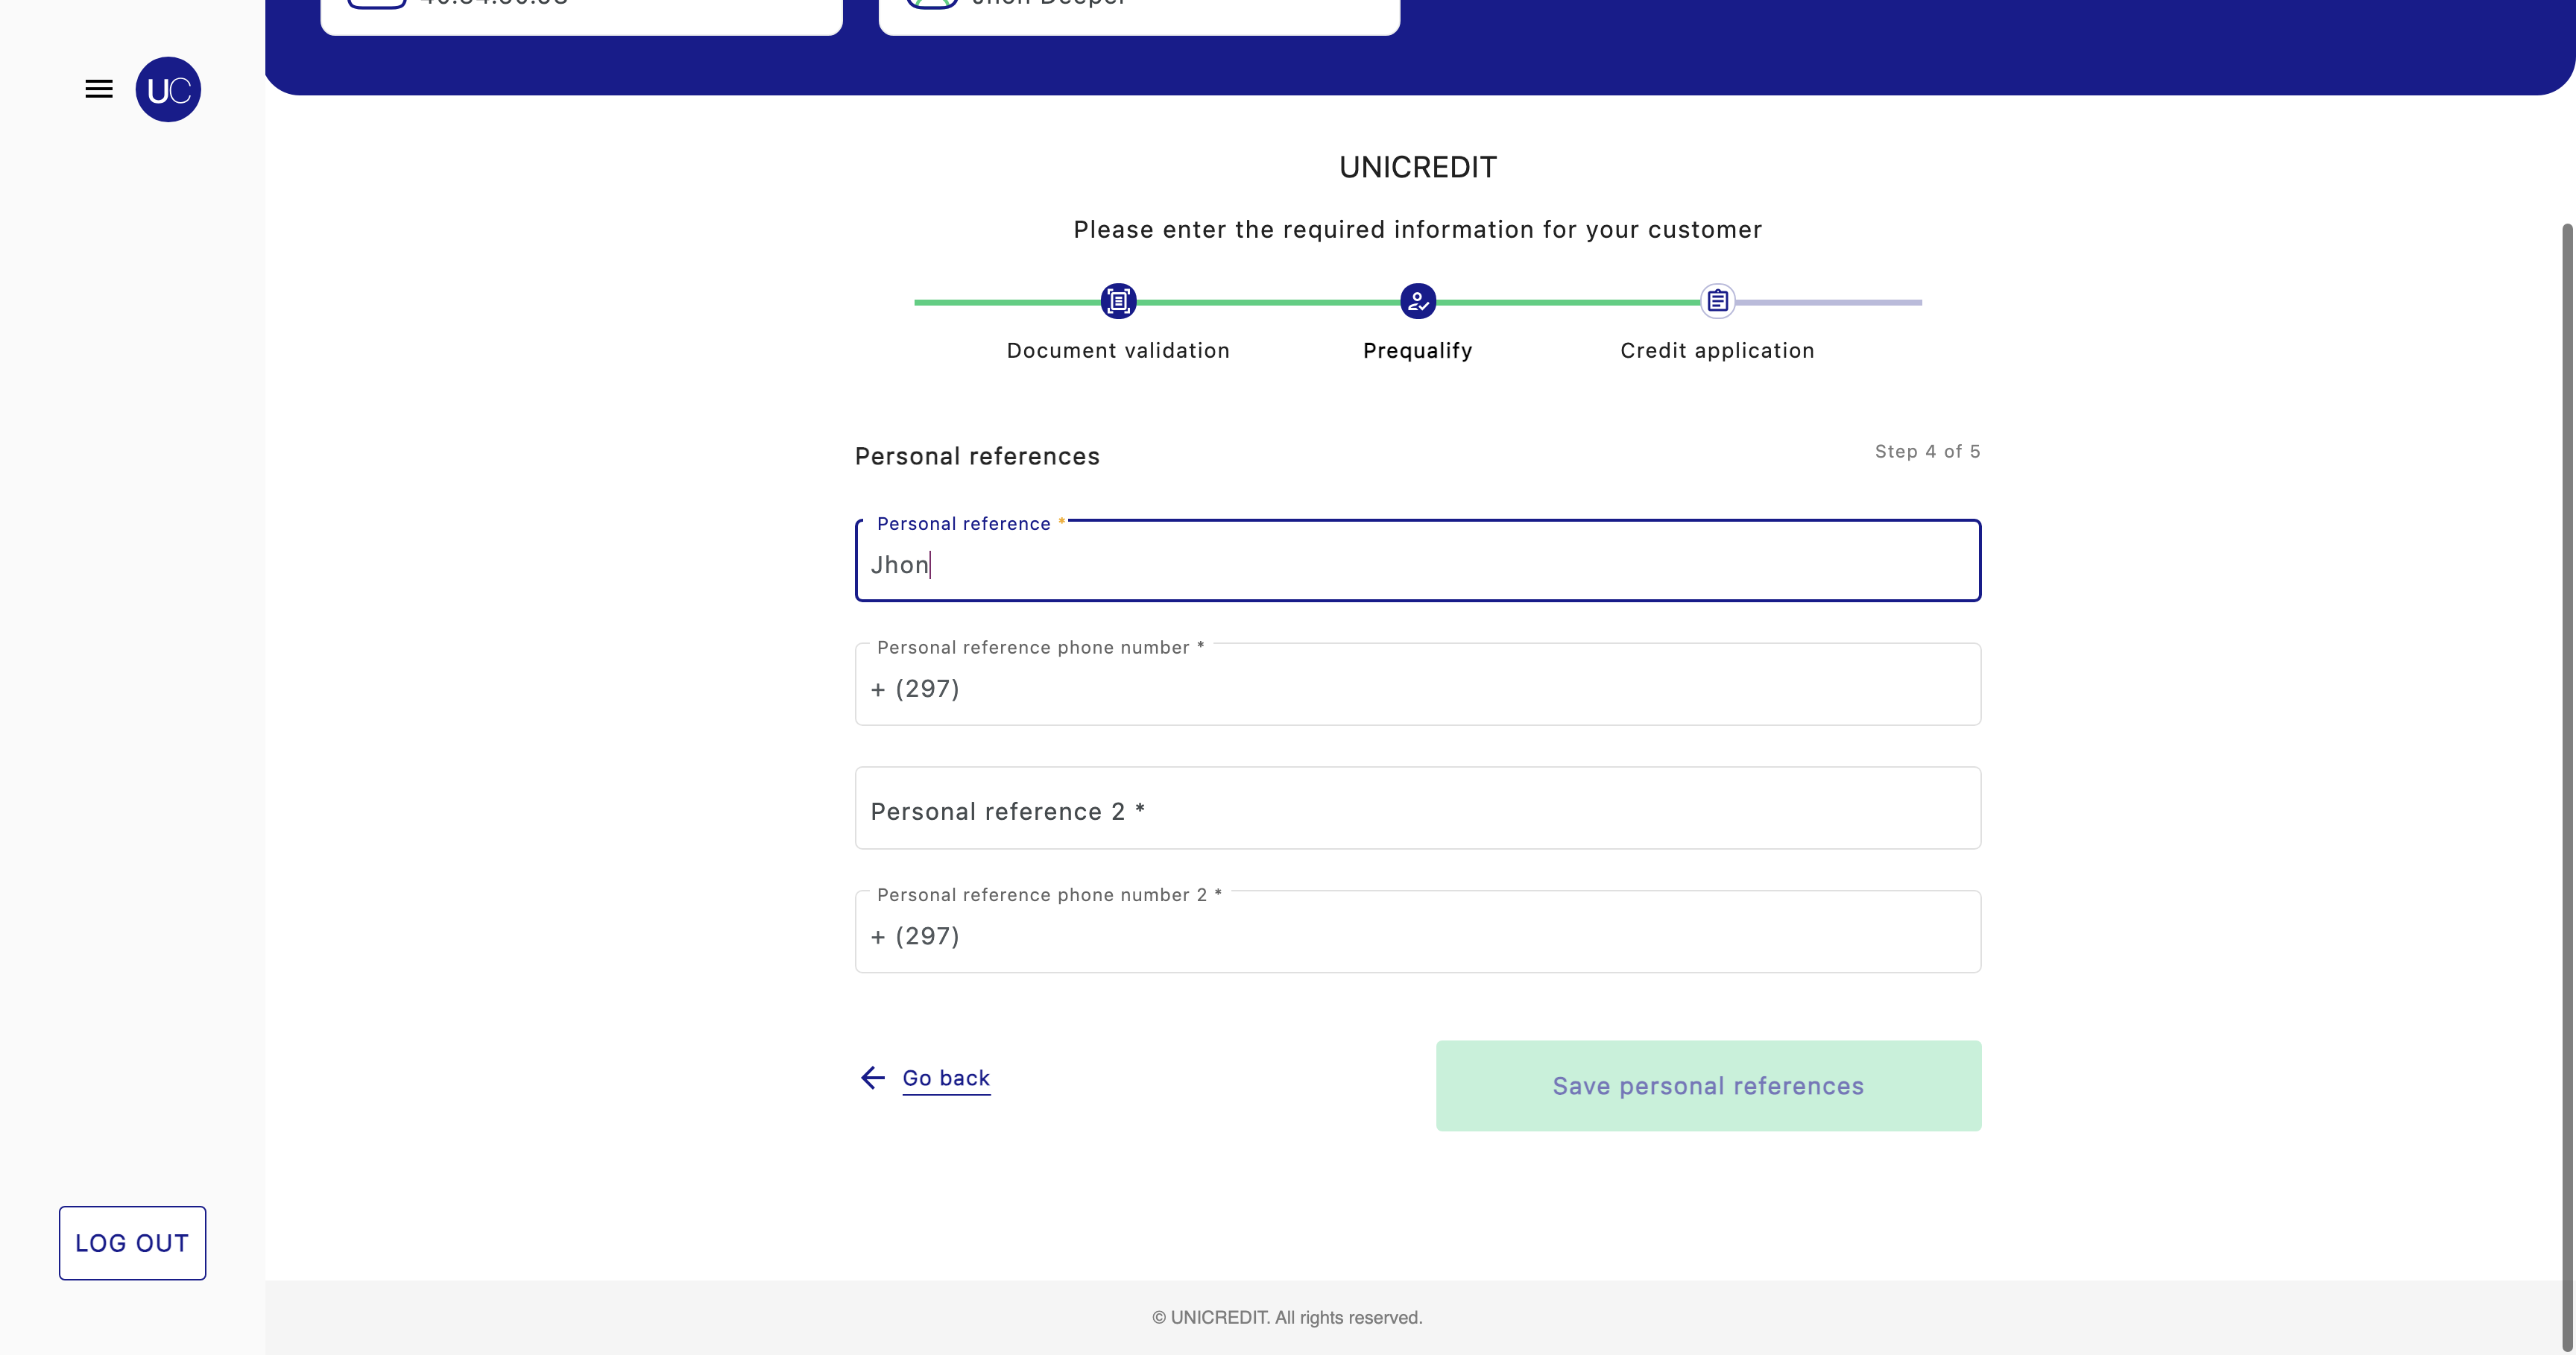 Jhon Deeper
UC
UNICREDIT
Please enter the required information for your customer
Document validation
Prequalify
Credit application
Personal references
Step 4 of 5
Personal reference *
Jhon
Personal reference phone number *
+ (297)
Personal reference 2 *
Personal reference phone number 2 *
+ (297)
Go back
Save personal references
LOG OUT
© UNICREDIT. All rights reserved.